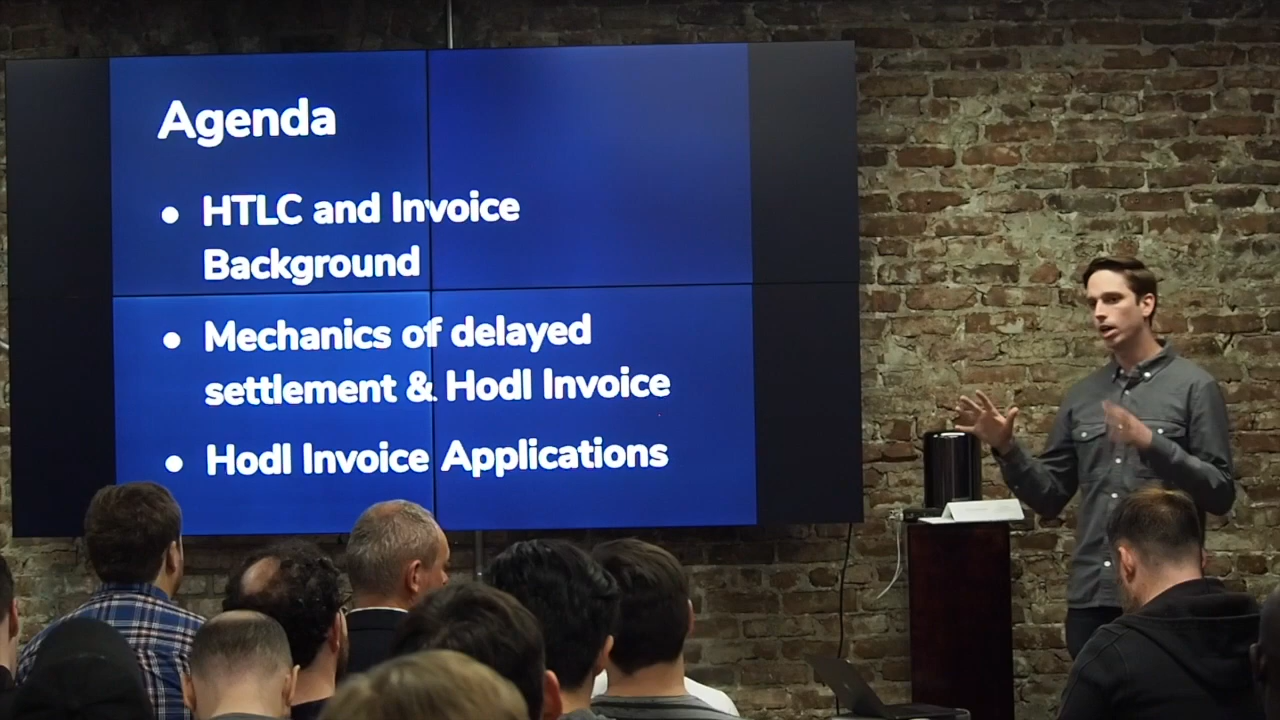 Agenda
• HTLC and Invoice
Background
• Mechanics of delayed
settlement & Hodl Invoice
• Hodl Invoice Applications